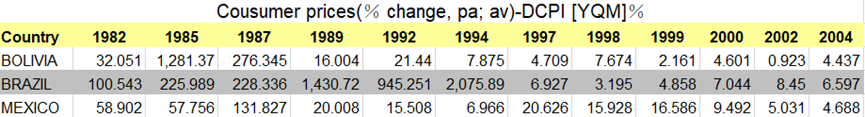 Cousumer prices(% change, pa; av)-DCPI [YQM]%
Country 1982 1985 1987 1989 1992 1994 1997 1998 1999 2000 2002 2004
BOLIVIA 32.051 1,281.37 276.345 16.004 21.44 7.875 4.709 7.674 2.161 4.601 0.923 4.437
BRAZIL 100.543 225.989 228.336 1,430.72 945.251 2,075.89 6.927 3.195 4.858 7.044 8.45 6.597
MEXICO 58.902 57.756 131.827 20.008 15.508 6.966 20.626 15.928 16.586 9.492 5.031 4.688